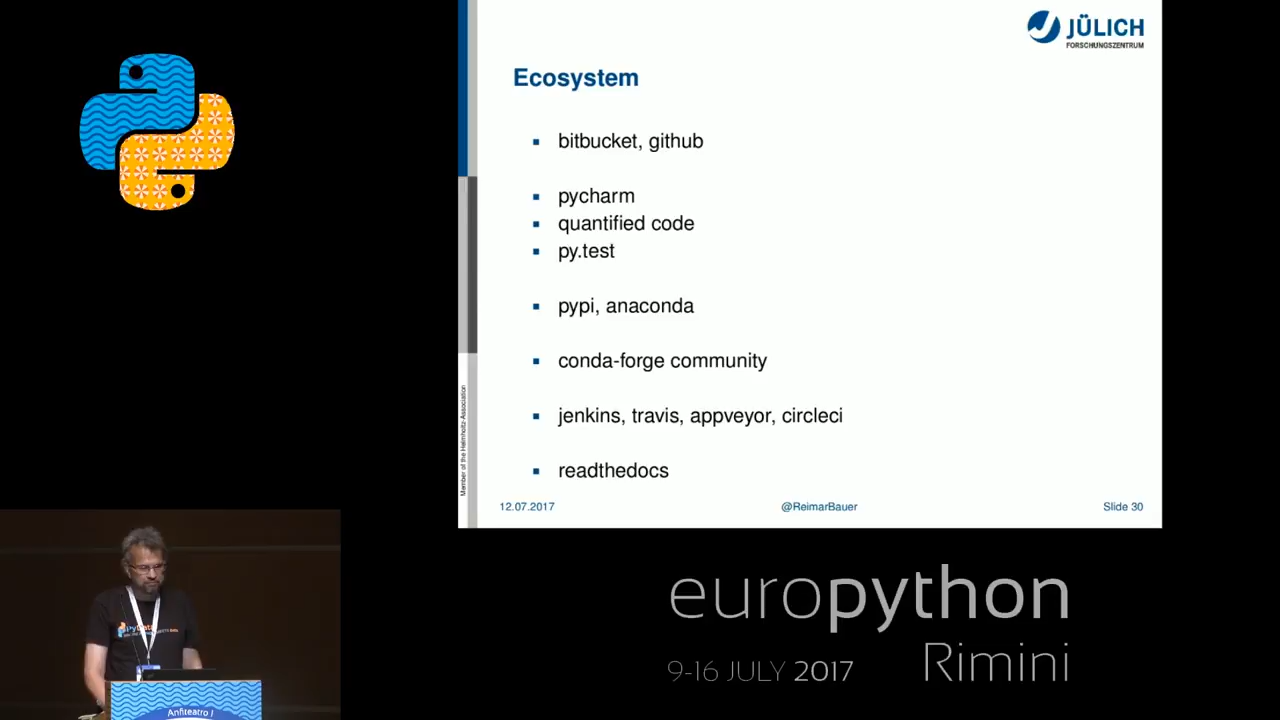 JÜLICH
FORSCHUNGSZENTRUM
Ecosystem
bitbucket, github
pycharm
quantified code
py.test
pypi, anaconda
conda-forge community
jenkins, travis, appveyor, circleci
readthedocs
Member of the Helmholtz-Association
12.07.2017
@ReimarBauer
Slide 30
europython
Rimini
9-16 JULY 2017
Anfiteatro |